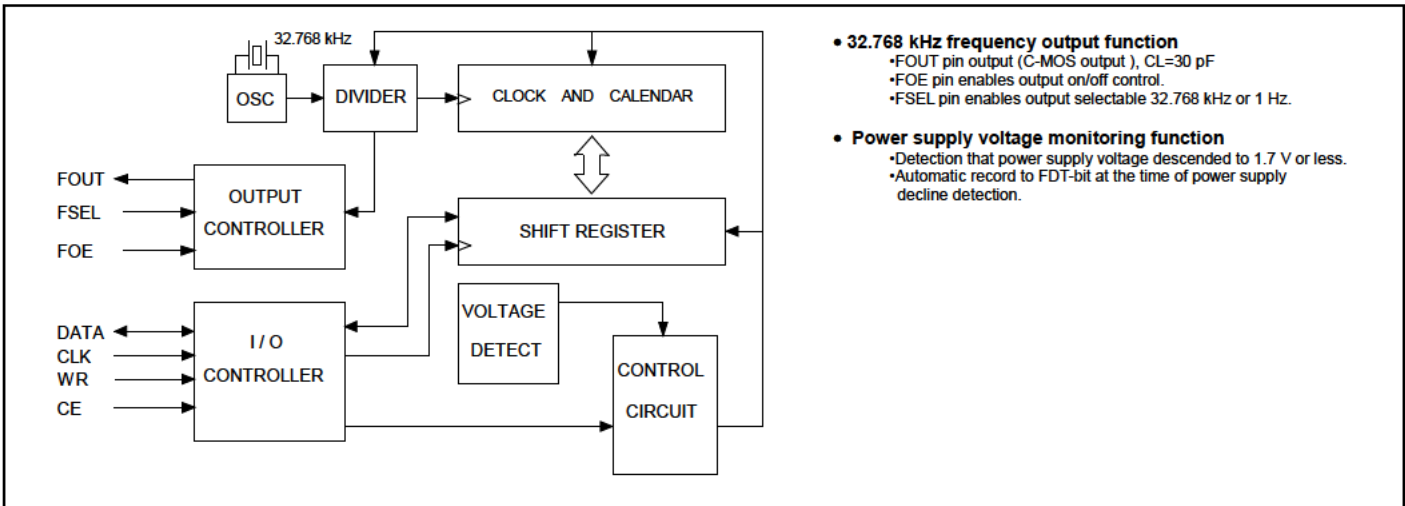 32.768 kHz
OSC
DIVIDER
CLOCK AND CALENDAR
FOUT
FSEL
FOE
OUTPUT
CONTROLLER
SHIFT REGISTER
VOLTAGE
DETECT
DATA
CLK
WR
CE
I / O
CONTROLLER
CONTROL
CIRCUIT
• 32.768 kHz frequency output function
•FOUT pin output (C-MOS output ), CL=30 pF
•FOE pin enables output on/off control.
•FSEL pin enables output selectable 32.768 kHz or 1 Hz.
• Power supply voltage monitoring function
•Detection that power supply voltage descended to 1.7 V or less.
•Automatic record to FDT-bit at the time of power supply
decline detection.